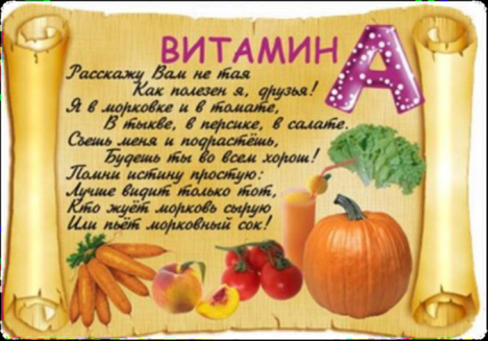 ВИТАМИН А
Расскажу Вам не тая
Как полезен я, друзья!
Я в морковке и в томате,
В тыкве, в персике, в салате.
Съешь меня и подрастёшь,
Будешь ты во всем хорош!
Помни истину простую:
Лучше видит только тот,
Кто жуёт морковь сырую
Или пьёт морковный сок!